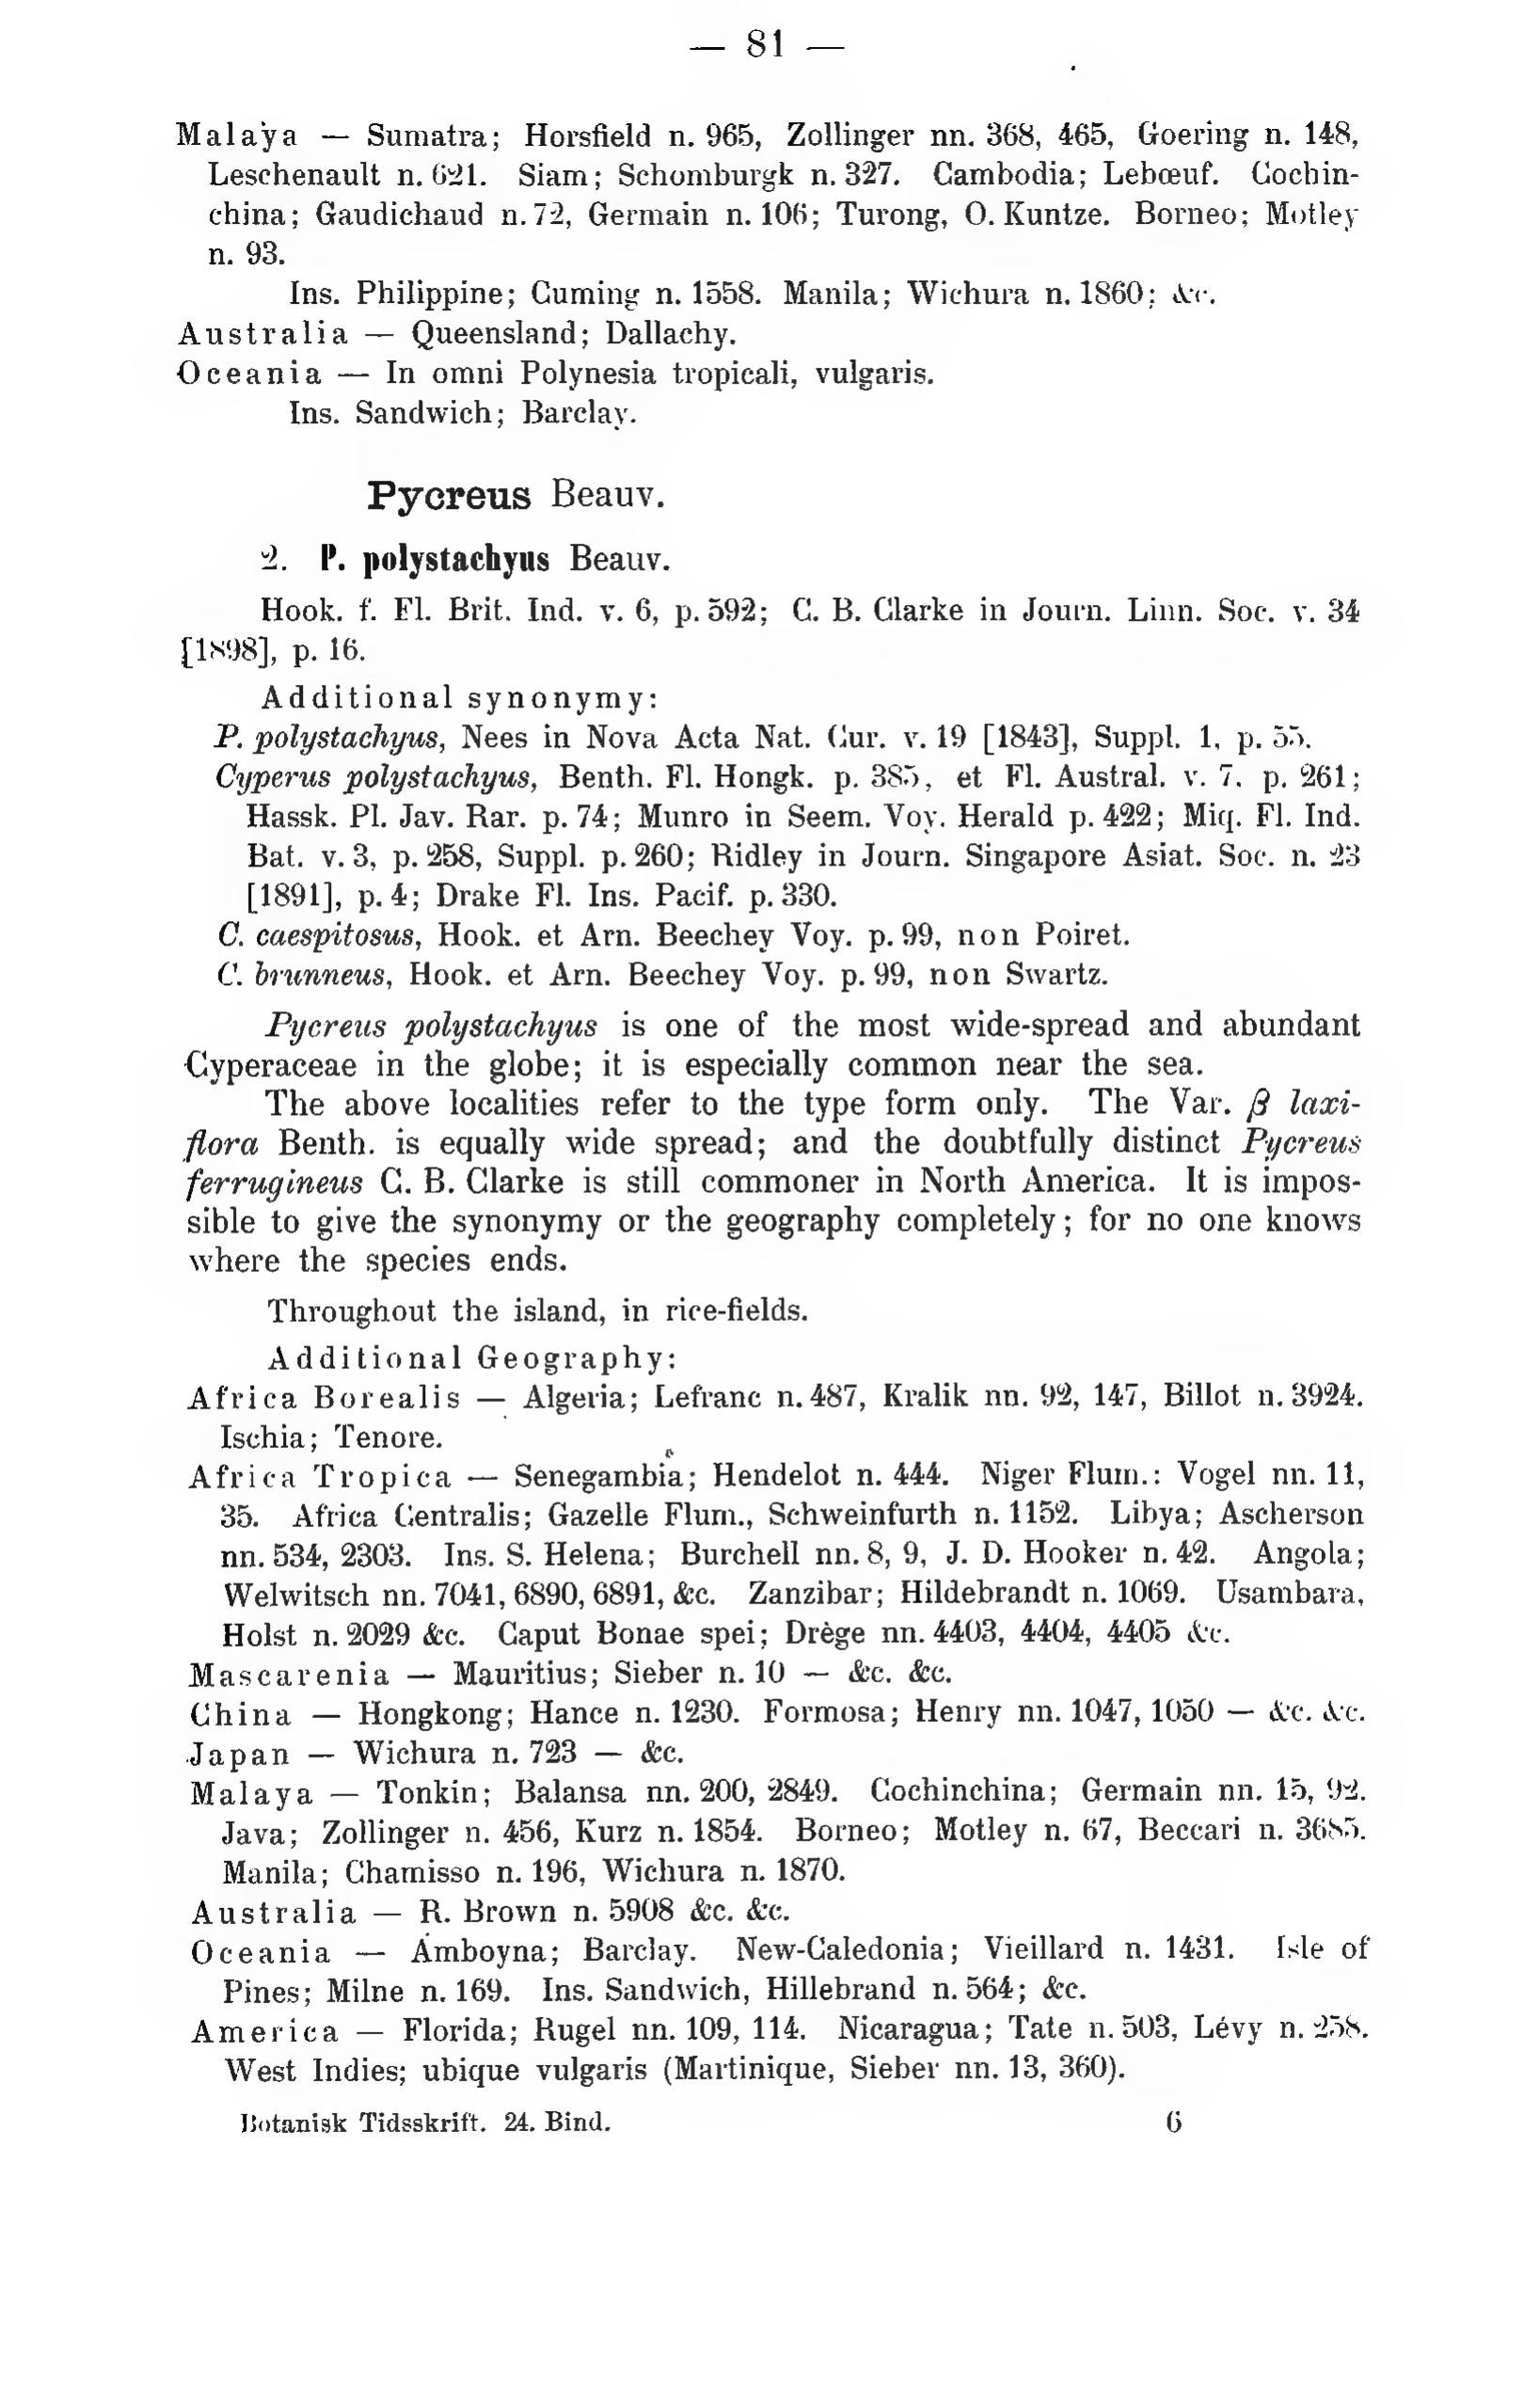 — 81 —
Malaya — Sumatra; Horsfield n. 965, Zollinger nn. 368, 465, Goering n. 148,
Leschenault n. 621. Siam; Schomburgk n. 327. Cambodia; Lebœuf. Cochin-
china; Gaudichaud n. 72, Germain n. 106; Turong, O. Kuntze. Borneo; Motley
n. 93.
Ins. Philippine; Cuming n. 1558. Manila; Wichura n. 1860; &c.
Australia — Queensland; Dallachy.
Oceania — In omni Polynesia tropicali, vulgaris.
Ins. Sandwich; Barclay.
Pycreus Beauv.
2. P. polystachyus Beauv.
Hook. f. Fl. Brit. Ind. v. 6, p. 592; C. B. Clarke in Journ. Linn. Soc. v. 34
[1898], p. 16.
Additional synonymy:
P. polystachyus, Nees in Nova Acta Nat. Cur. v. 19 [1843], Suppl. 1, p. 55.
Cyperus polystachyus, Benth. Fl. Hongk. p. 385, et Fl. Austral. v. 7. p. 261;
Hassk. Pl. Jav. Rar. p. 74; Munro in Seem. Voy. Herald p. 422; Miq. Fl. Ind.
Bat. v. 3, p. 258, Suppl. p. 260; Ridley in Journ. Singapore Asiat. Soc. n. 23
[1891], p. 4; Drake Fl. Ins. Pacif. p. 330.
C. caespitosus, Hook. et Arn. Beechey Voy. p. 99, non Poiret.
C. brunneus, Hook. et Arn. Beechey Voy. p. 99, non Swartz.
Pycreus polystachyus is one of the most wide-spread and abundant
Cyperaceae in the globe; it is especially common near the sea.
The above localities refer to the type form only. The Var. β laxi-
flora Benth. is equally wide spread; and the doubtfully distinct Pycreus
ferrugineus C. B. Clarke is still commoner in North America. It is impos-
sible to give the synonymy or the geography completely; for no one knows
where the species ends.
Throughout the island, in rice-fields.
Additional Geography:
Africa Borealis — Algeria; Lefranc n. 487, Kralik nn. 92, 147, Billot n. 3924.
Ischia; Tenore.
Africa Tropica — Senegambia; Hendelot n. 444. Niger Flum.: Vogel nn. 11,
35. Africa Centralis; Gazelle Flum., Schweinfurth n. 1152. Libya; Ascherson
nn. 534, 2303. Ins. S. Helena; Burchell nn. 8, 9, J. D. Hooker n. 42. Angola;
Welwitsch nn. 7041, 6890, 6891, &c. Zanzibar; Hildebrandt n. 1069. Usambara,
Holst n. 2029 &c. Caput Bonae spei; Drège nn. 4403, 4404, 4405 &c.
Mascarenia — Mauritius; Sieber n. 10 — &c. &c.
China — Hongkong; Hance n. 1230. Formosa; Henry nn. 1047, 1050 — &c. &c.
Japan — Wichura n. 723 — &c.
Malaya — Tonkin; Balansa nn. 200, 2849. Cochinchina; Germain nn. 15, 92.
Java; Zollinger n. 456, Kurz n. 1854. Borneo; Motley n. 67, Beccari n. 3685.
Manila; Chamisso n. 196, Wichura n. 1870.
Australia — R. Brown n. 5908 &c. &c.
Oceania — Amboyna; Barclay. New-Caledonia; Vieillard n. 1431. Isle of
Pines; Milne n. 169. Ins. Sandwich, Hillebrand n. 564; &c.
America — Florida; Rugel nn. 109, 114. Nicaragua; Tate n. 503, Lévy n. 258.
West Indies; ubique vulgaris (Martinique, Sieber nn. 13, 360).
Botanisk Tidsskrift. 24. Bind. 6